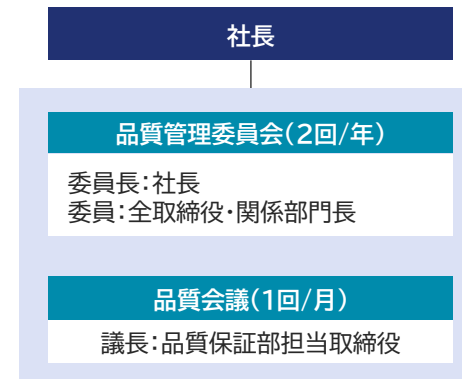 社長
品質管理委員会(2回/年)
委員長:社長
委員:全取締役・関係部門長
品質会議(1回/月)
議長:品質保証部担当取締役